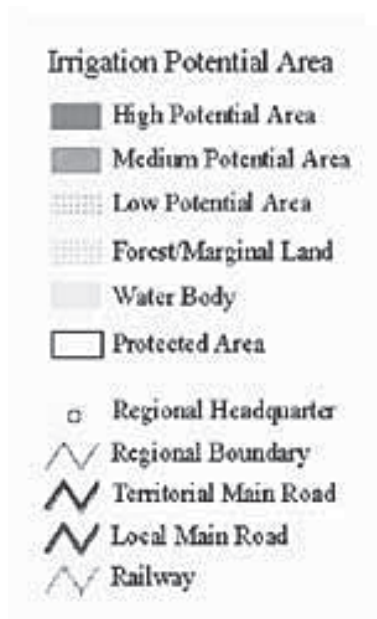 Irrigation Potential Area
High Potential Area
Medium Potential Area
Low Potential Area
Forest/Marginal Land
Water Body
Protected Area
Regional Headquarter
Regional Boundary
Territorial Main Road
Local Main Road
Railway